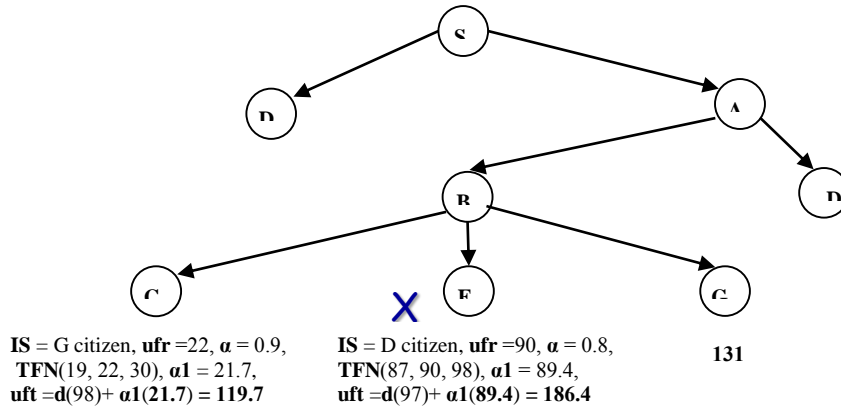 S
A
B
IS = G citizen, ufr =22, α = 0.9,
TFN(19, 22, 30), α1 = 21.7,
uft =d(98)+ α1(21.7) = 119.7
IS = D citizen, ufr =90, α = 0.8,
TFN(87, 90, 98), α1 = 89.4,
uft =d(97)+ α1(89.4) = 186.4
131